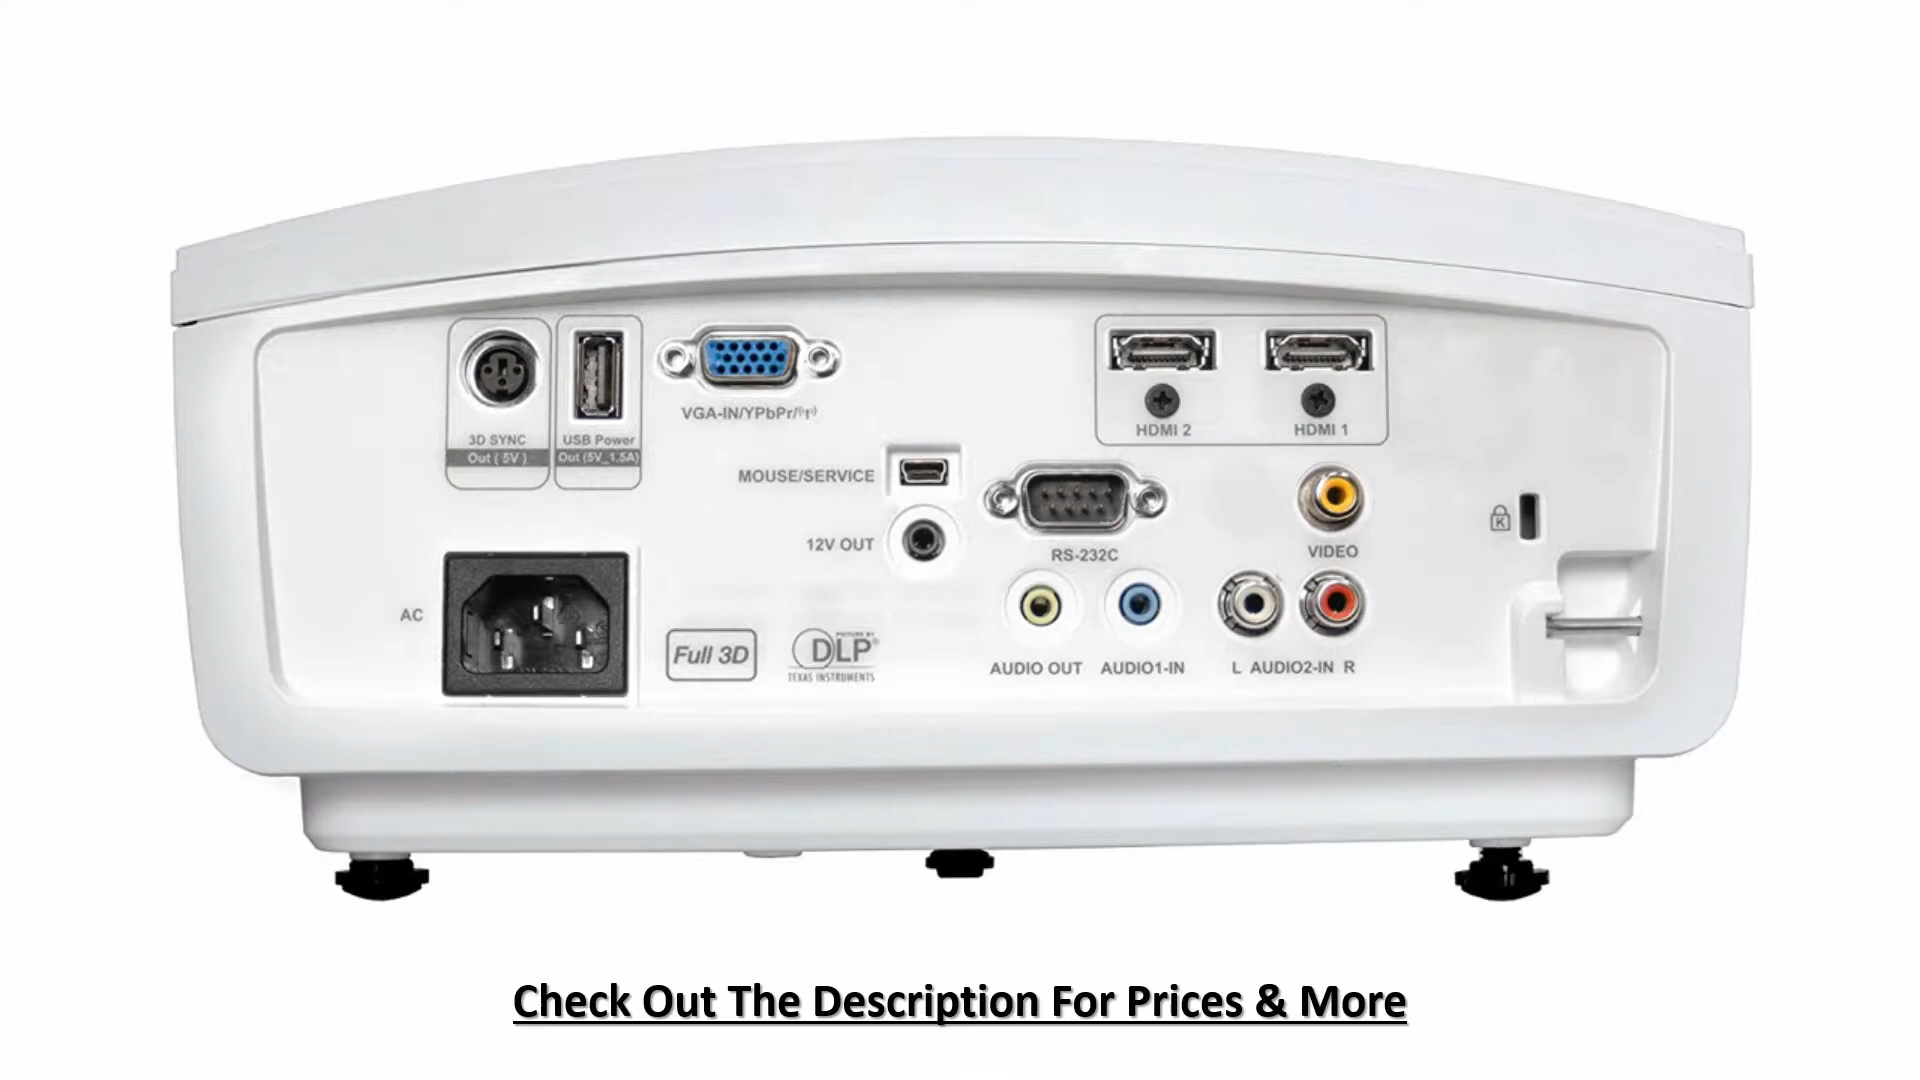 3D SYNC
Out ( 5V )
USB Power
Out (5V_1.5A)
VGA-IN/YPbPr/
HDMI 2
HDMI 1
MOUSE/SERVICE
12V OUT
RS-232C
VIDEO
K
AC
Full 3D
PICTURE BY
DLP®
TEXAS INSTRUMENTS
AUDIO OUT
AUDIO1-IN
L AUDIO2-IN R
Check Out The Description For Prices & More